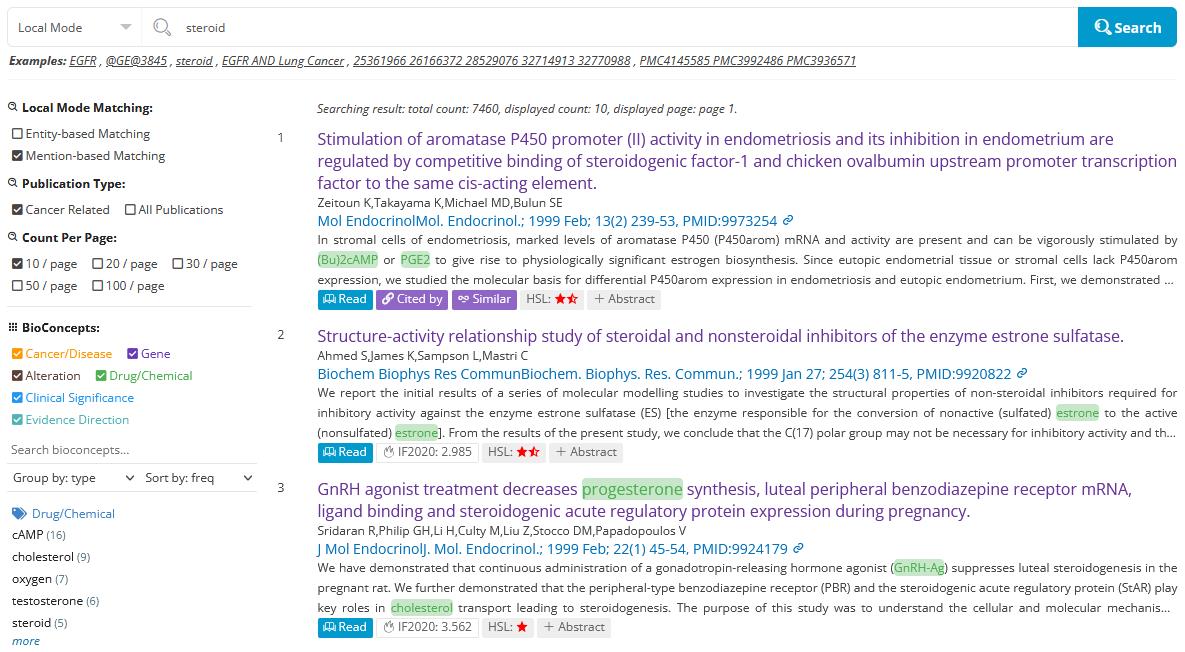 Local Mode
steroid
Search
Examples: EGFR , @GE@3845 , steroid , EGFR AND Lung Cancer , 25361966 26166372 28529076 32714913 32770988 , PMC4145585 PMC3992486 PMC3936571
Local Mode Matching:
Entity-based Matching
Mention-based Matching
Publication Type:
Cancer Related All Publications
Count Per Page:
10 / page 20 / page 30 / page
50 / page 100 / page
BioConcepts:
Cancer/Disease Gene
Alteration Drug/Chemical
Clinical Significance
Evidence Direction
Search bioconcepts...
Group by: type Sort by: freq
Drug/Chemical
cAMP (16)
cholesterol (9)
oxygen (7)
testosterone (6)
steroid (5)
more
Searching result: total count: 7460, displayed count: 10, displayed page: page 1.
1
Stimulation of aromatase P450 promoter (II) activity in endometriosis and its inhibition in endometrium are
regulated by competitive binding of steroidogenic factor-1 and chicken ovalbumin upstream promoter transcription
factor to the same cis-acting element.
Zeitoun K,Takayama K,Michael MD,Bulun SE
Mol EndocrinolMol. Endocrinol.; 1999 Feb; 13(2) 239-53, PMID:9973254
In stromal cells of endometriosis, marked levels of aromatase P450 (P450arom) mRNA and activity are present and can be vigorously stimulated by
(Bu)2cAMP or PGE2 to give rise to physiologically significant estrogen biosynthesis. Since eutopic endometrial tissue or stromal cells lack P450arom
expression, we studied the molecular basis for differential P450arom expression in endometriosis and eutopic endometrium. First, we demonstrated ...
Read Cited by Similar HSL: + Abstract
2
Structure-activity relationship study of steroidal and nonsteroidal inhibitors of the enzyme estrone sulfatase.
Ahmed S,James K,Sampson L,Mastri C
Biochem Biophys Res CommunBiochem. Biophys. Res. Commun.; 1999 Jan 27; 254(3) 811-5, PMID:9920822
We report the initial results of a series of molecular modelling studies to investigate the structural properties of non-steroidal inhibitors required for
inhibitory activity against the enzyme estrone sulfatase (ES) [the enzyme responsible for the conversion of nonactive (sulfated) estrone to the active
(nonsulfated) estrone]. From the results of the present study, we conclude that the C(17) polar group may not be necessary for inhibitory activity and th...
Read IF2020: 2.985 HSL: + Abstract
3
GnRH agonist treatment decreases progesterone synthesis, luteal peripheral benzodiazepine receptor mRNA,
ligand binding and steroidogenic acute regulatory protein expression during pregnancy.
Sridaran R,Philip GH,Li H,Culty M,Liu Z,Stocco DM,Papadopoulos V
J Mol EndocrinolJ. Mol. Endocrinol.; 1999 Feb; 22(1) 45-54, PMID:9924179
We have demonstrated that continuous administration of a gonadotropin-releasing hormone agonist (GnRH-Ag) suppresses luteal steroidogenesis in the
pregnant rat. We further demonstrated that the peripheral-type benzodiazepine receptor (PBR) and the steroidogenic acute regulatory protein (StAR) play
key roles in cholesterol transport leading to steroidogenesis. The purpose of this study was to understand the cellular and molecular mechanis...
Read IF2020: 3.562 HSL: + Abstract